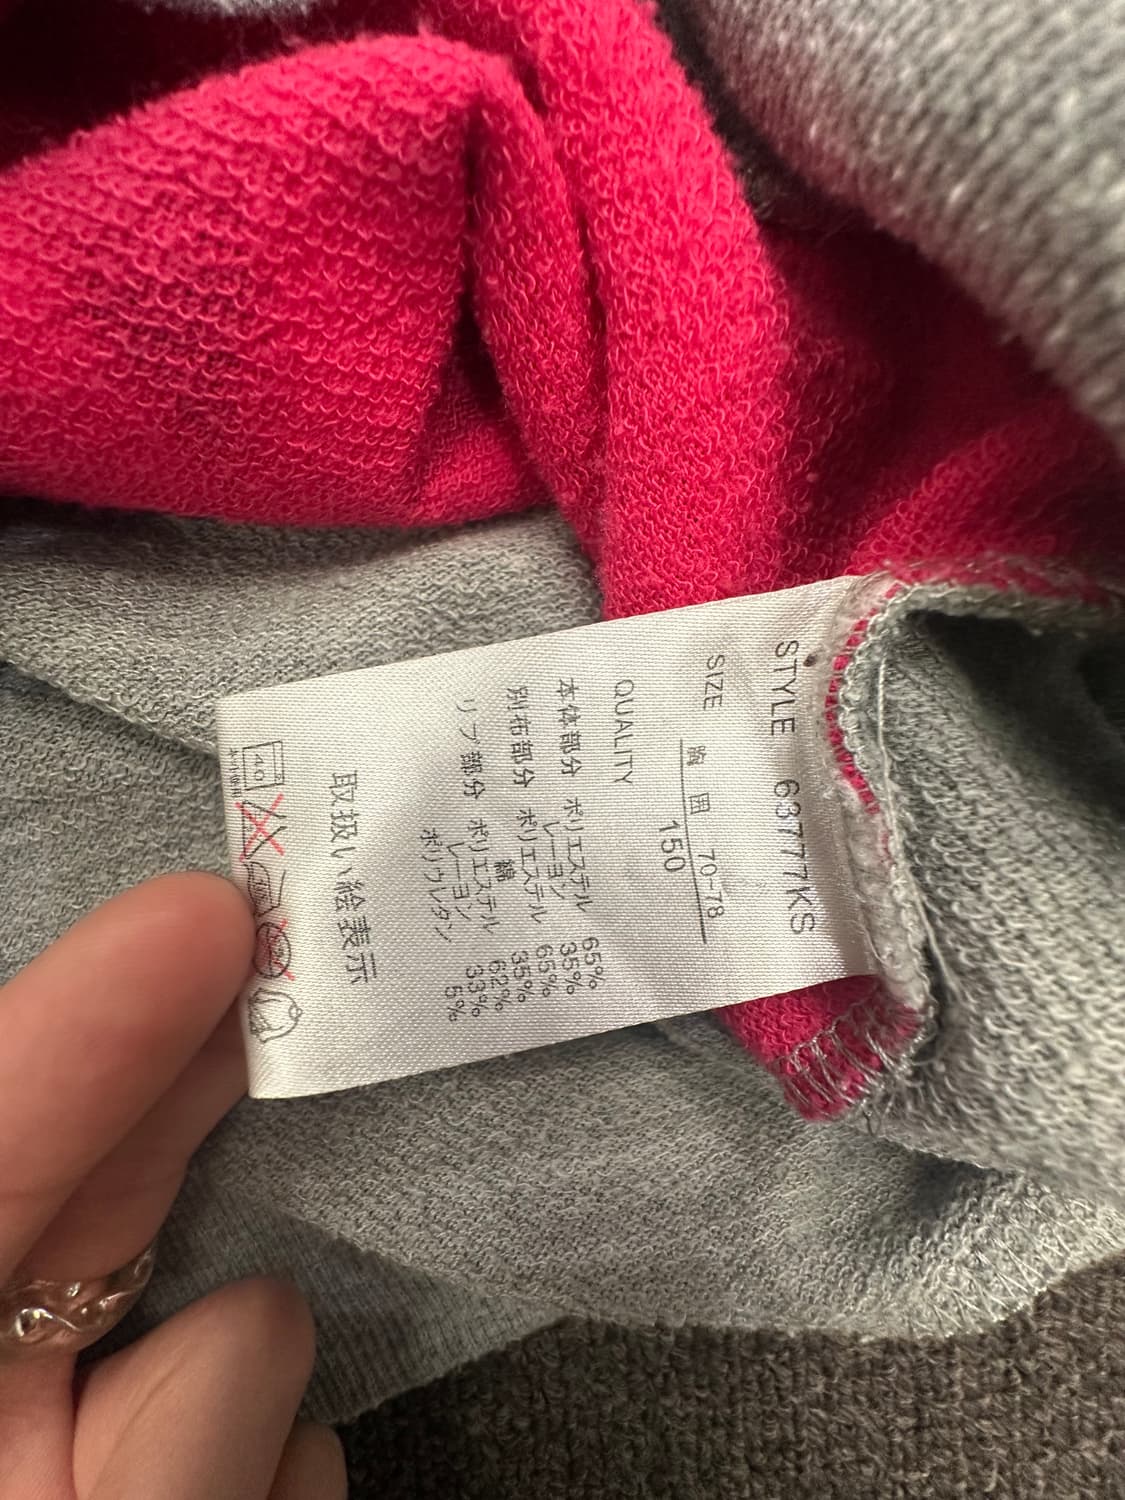 STYLE 63777KS
SIZE 胸囲 70~78
150
QUALITY
本体部分 ポリエステル 65%
レーヨン 35%
別布部分 ポリエステル 65%
綿 35%
リブ部分 ポリエステル 62%
レーヨン 33%
ポリウレタン 5%
取扱い絵表示
40